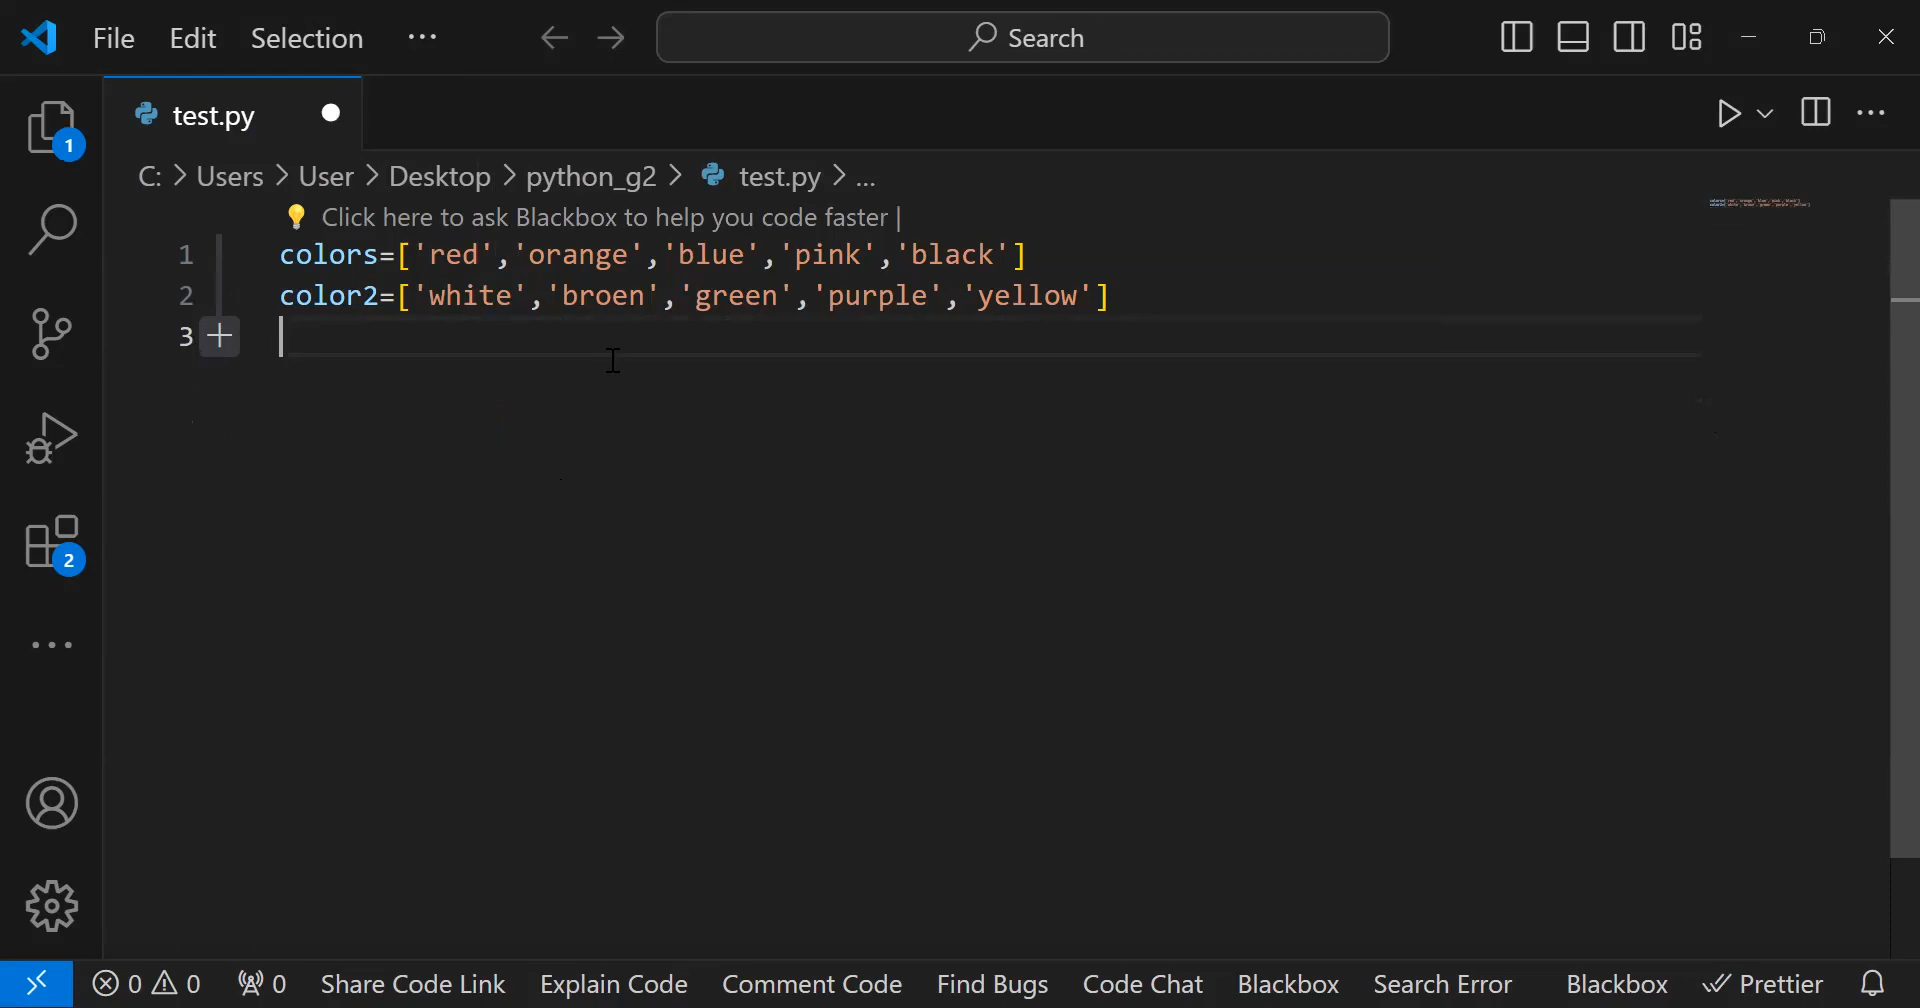 File Edit Selection ··· Search
test.py
1
C: > Users > User > Desktop > python_g2 > test.py > ...
Click here to ask Blackbox to help you code faster |
1 colors=['red','orange','blue','pink','black']
2 color2=['white','broen','green','purple','yellow']
3
2
0 0 0 Share Code Link Explain Code Comment Code Find Bugs Code Chat Blackbox Search Error Blackbox Prettier